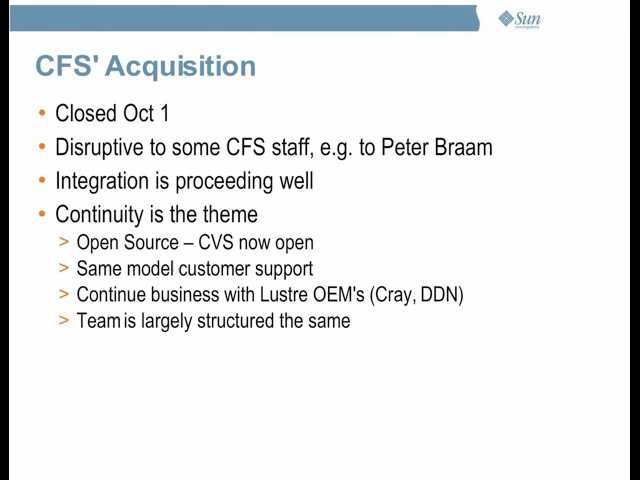 Sun
CFS' Acquisition
• Closed Oct 1
• Disruptive to some CFS staff, e.g. to Peter Braam
• Integration is proceeding well
• Continuity is the theme
> Open Source – CVS now open
> Same model customer support
> Continue business with Lustre OEM's (Cray, DDN)
> Team is largely structured the same